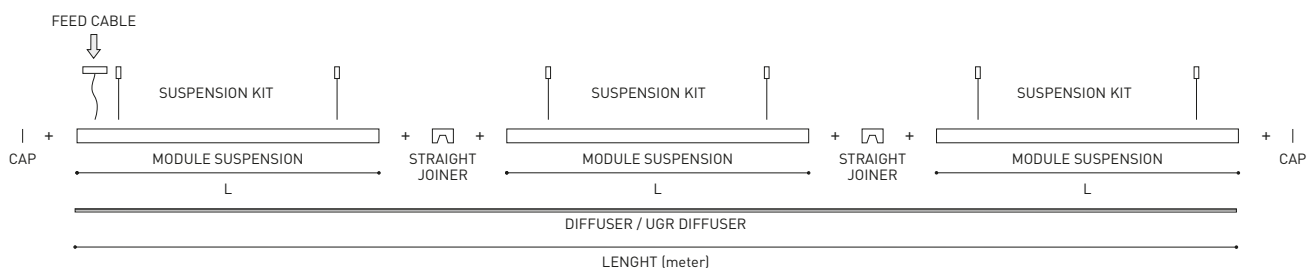 FEED CABLE
SUSPENSION KIT SUSPENSION KIT SUSPENSION KIT
| + + + + + + |
CAP MODULE SUSPENSION STRAIGHT JOINER MODULE SUSPENSION STRAIGHT JOINER MODULE SUSPENSION CAP
L L L
DIFFUSER / UGR DIFFUSER
LENGHT (meter)